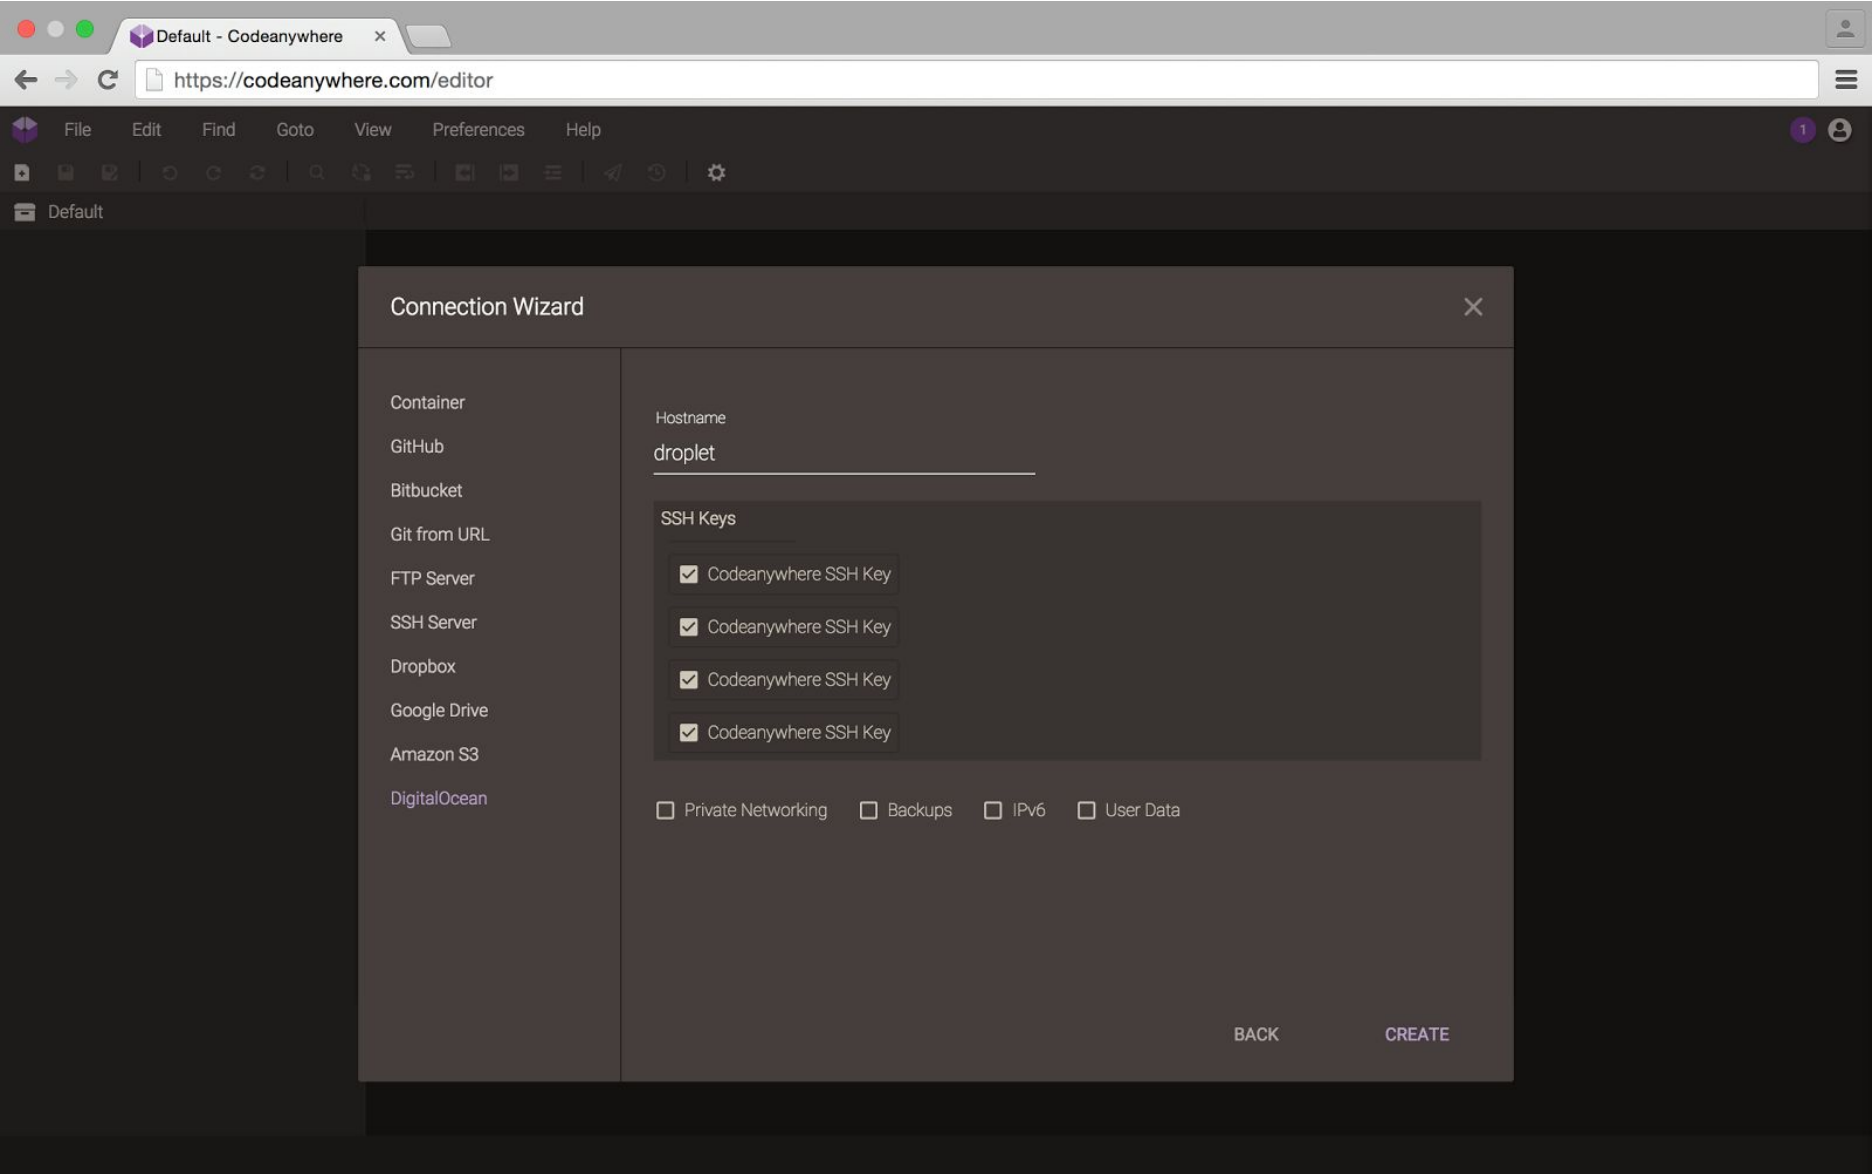 Default - Codeanywhere
https://codeanywhere.com/editor
File Edit Find Goto View Preferences Help
1
Default
Connection Wizard
Container
GitHub
Bitbucket
Git from URL
FTP Server
SSH Server
Dropbox
Google Drive
Amazon S3
DigitalOcean
Hostname
droplet
SSH Keys
Codeanywhere SSH Key
Codeanywhere SSH Key
Codeanywhere SSH Key
Codeanywhere SSH Key
Private Networking Backups IPv6 User Data
BACK CREATE